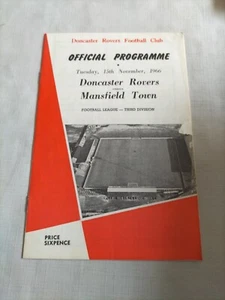 Doncaster Rovers Football Club
OFFICIAL PROGRAMME
Tuesday, 15th November, 1966
Doncaster Rovers
versus
Mansfield Town
FOOTBALL LEAGUE — THIRD DIVISION
PRICE
SIXPENCE